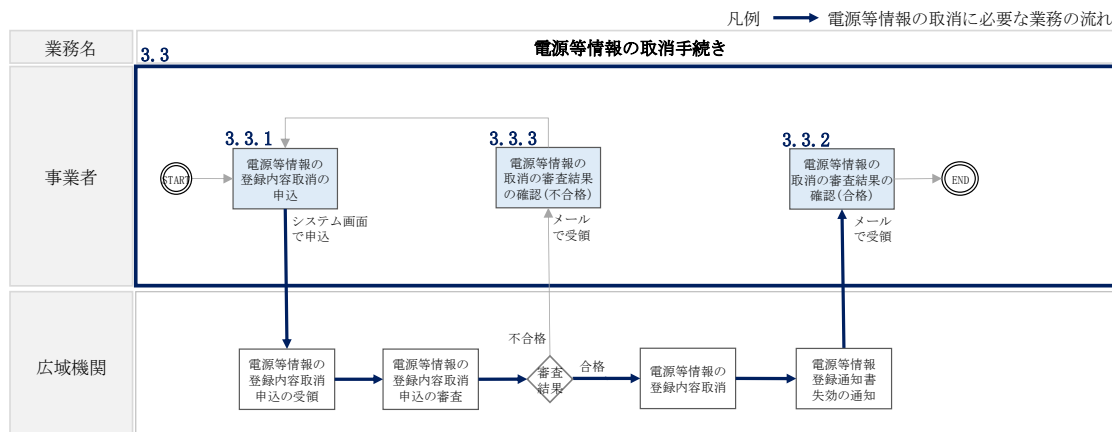 凡例 電源等情報の取消に必要な業務の流れ
業務名
電源等情報の取消手続き
3.3
事業者
START
3.3.1
電源等情報の
登録内容取消の
申込
システム画面
で申込
3.3.3
電源等情報の
取消の審査結果
の確認(不合格)
メール
で受領
3.3.2
電源等情報の
取消の審査結果の
確認(合格)
メール
で受領
END
広域機関
電源等情報の
登録内容取消
申込の受領
電源等情報の
登録内容取消
申込の審査
不合格
審査
結果
合格
電源等情報の
登録内容取消
電源等情報
登録通知書
失効の通知